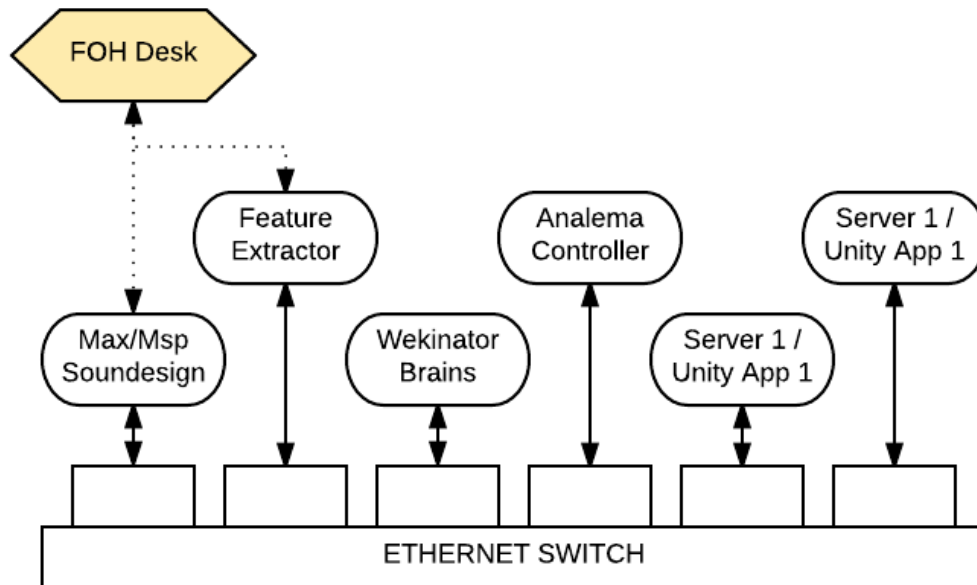 FOH Desk
Feature
Extractor
Analema
Controller
Server 1 /
Unity App 1
Max/Msp
Soundesign
Wekinator
Brains
Server 1 /
Unity App 1
ETHERNET SWITCH